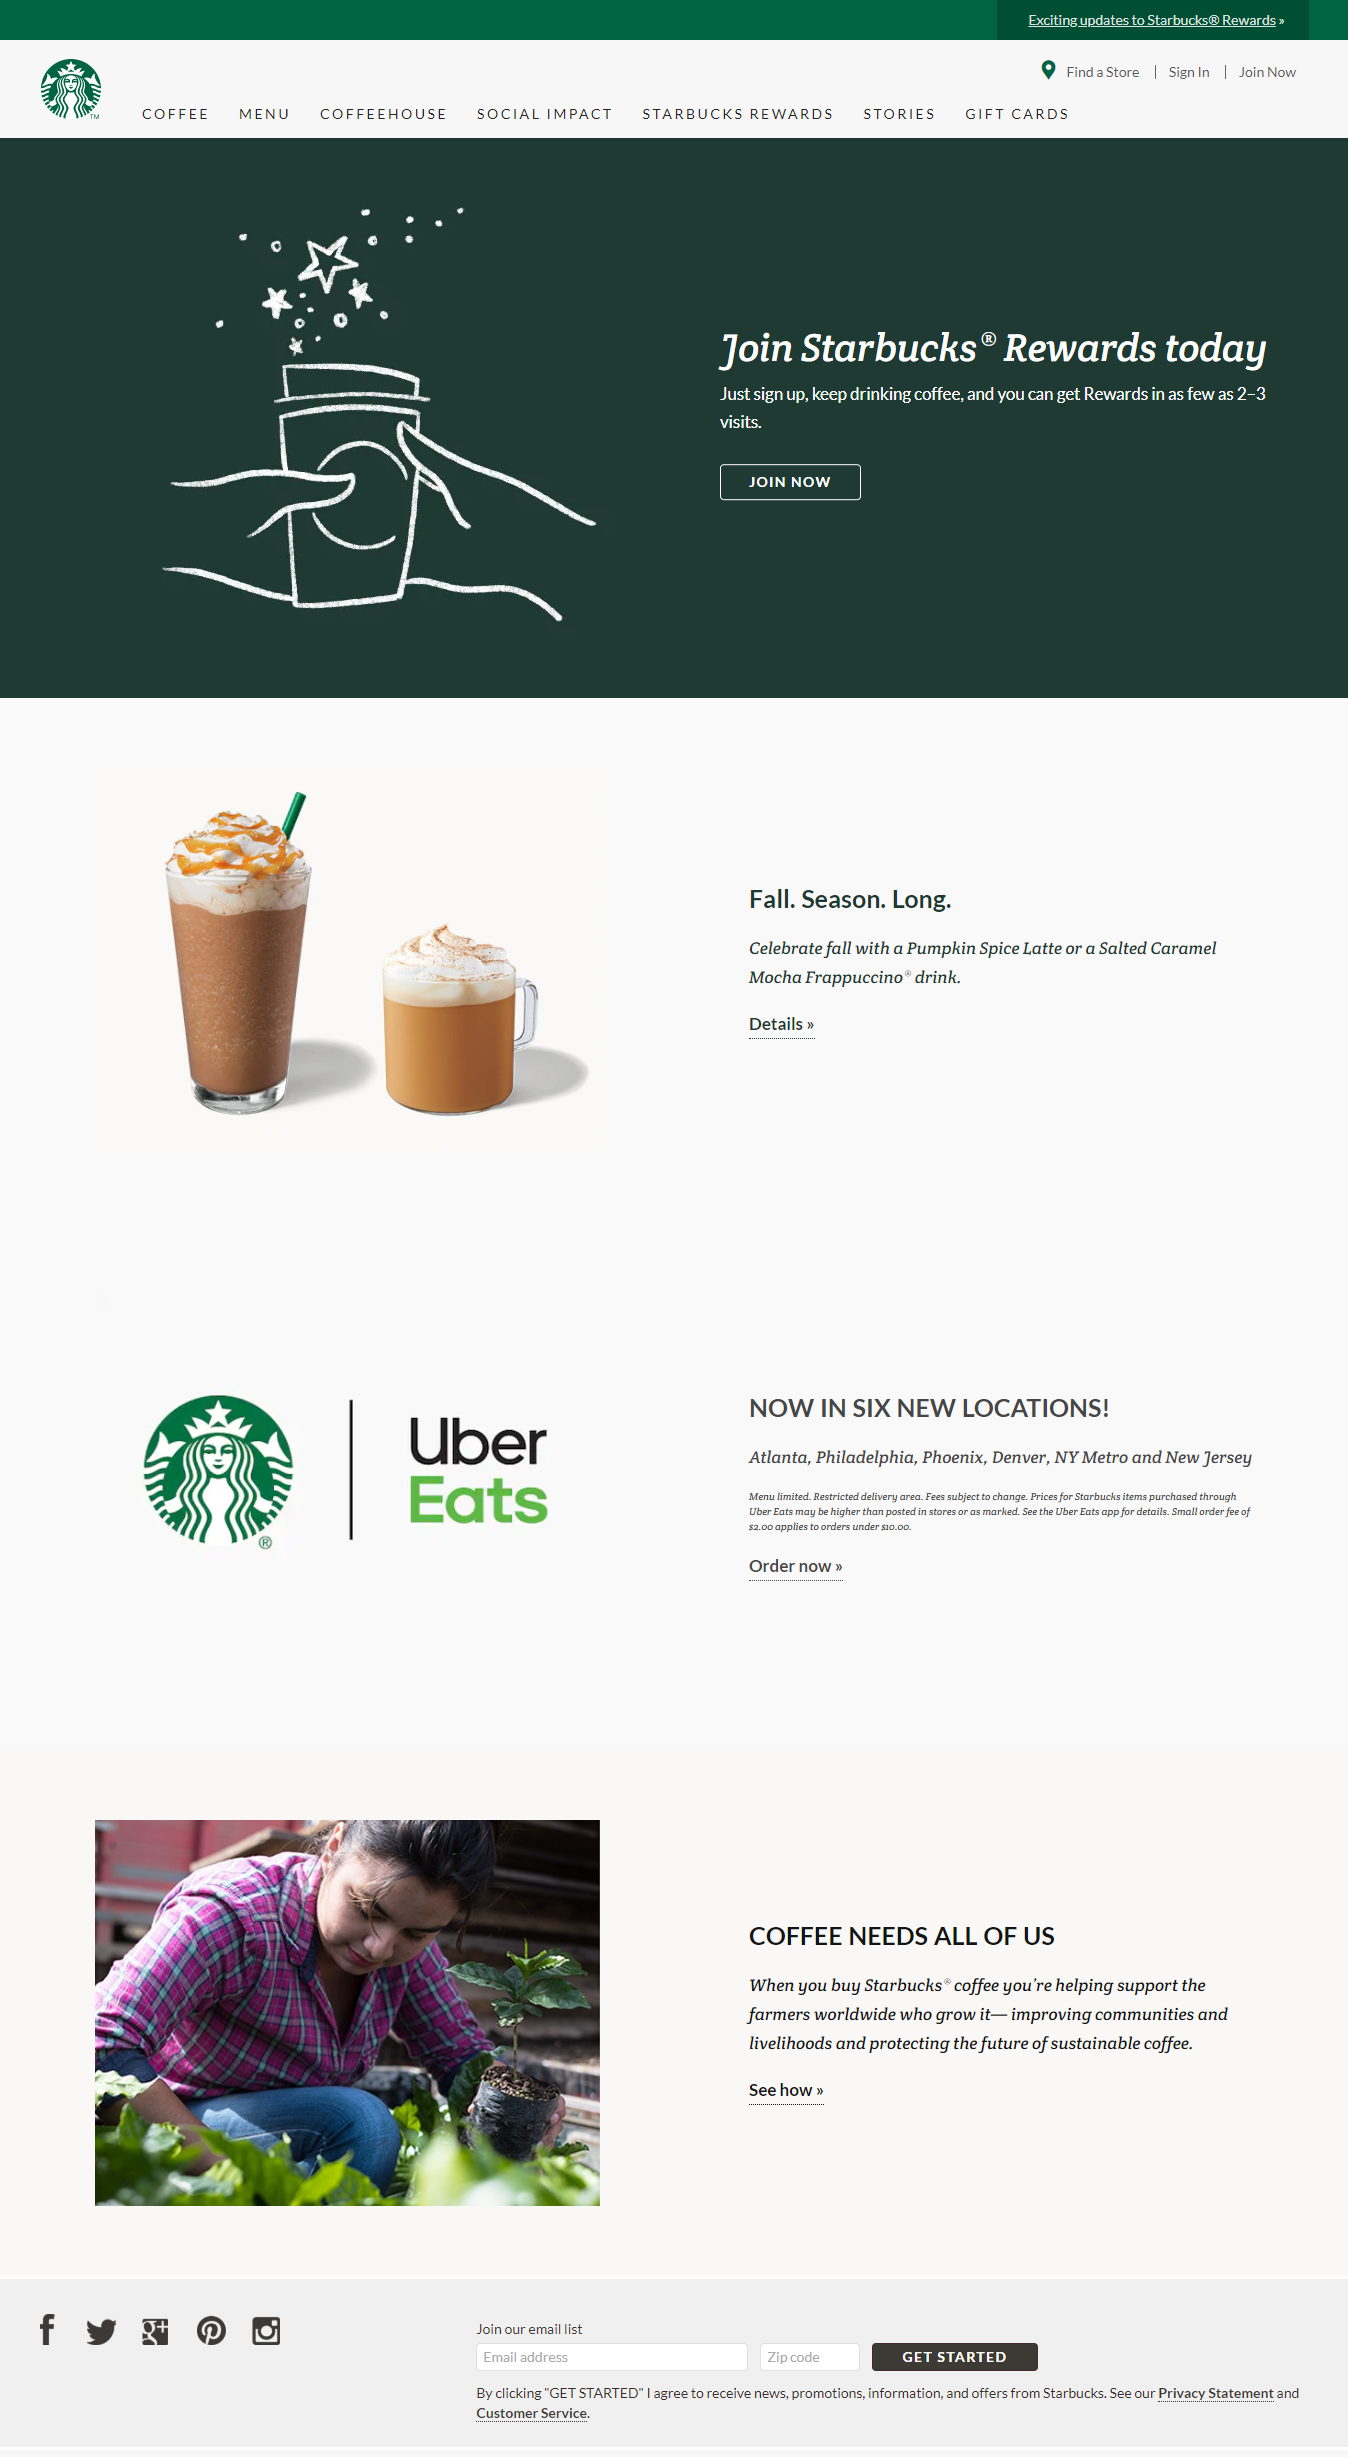 Exciting updates to Starbucks® Rewards »
Find a Store | Sign In | Join Now
COFFEE MENU COFFEEHOUSE SOCIAL IMPACT STARBUCKS REWARDS STORIES GIFT CARDS
TM
Join Starbucks® Rewards today
Just sign up, keep drinking coffee, and you can get Rewards in as few as 2–3
visits.
JOIN NOW
Fall. Season. Long.
Celebrate fall with a Pumpkin Spice Latte or a Salted Caramel
Mocha Frappuccino® drink.
Details »
®
Uber
Eats
NOW IN SIX NEW LOCATIONS!
Atlanta, Philadelphia, Phoenix, Denver, NY Metro and New Jersey
Menu limited. Restricted delivery area. Fees subject to change. Prices for Starbucks items purchased through
Uber Eats may be higher than posted in stores or as marked. See the Uber Eats app for details. Small order fee of
$2.00 applies to orders under $10.00.
Order now »
COFFEE NEEDS ALL OF US
When you buy Starbucks® coffee you're helping support the
farmers worldwide who grow it— improving communities and
livelihoods and protecting the future of sustainable coffee.
See how »
Join our email list
Email address Zip code GET STARTED
By clicking "GET STARTED" I agree to receive news, promotions, information, and offers from Starbucks. See our Privacy Statement and
Customer Service.